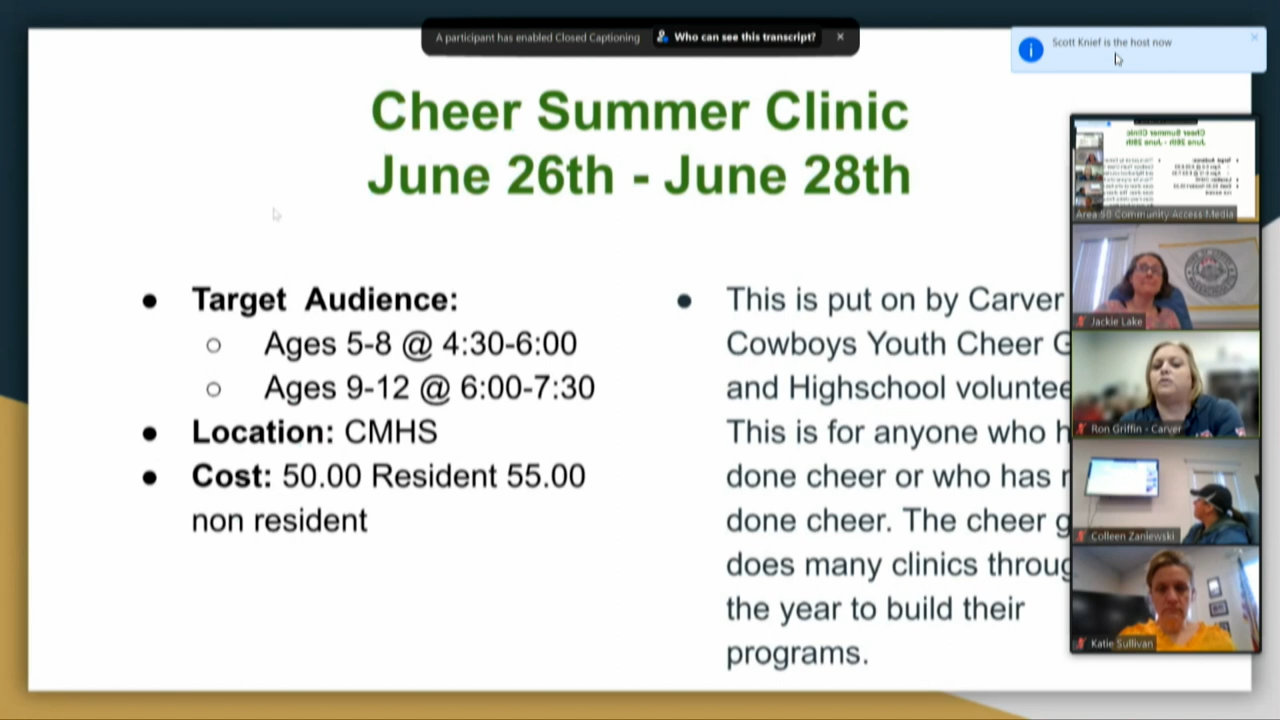 A participant has enabled Closed Captioning Who can see this transcript?
Scott Knief is the host now
Cheer Summer Clinic
June 26th - June 28th
● Target Audience:
○ Ages 5-8 @ 4:30-6:00
○ Ages 9-12 @ 6:00-7:30
● Location: CMHS
● Cost: 50.00 Resident 55.00
non resident
● This is put on by Carver
Cowboys Youth Cheer
and Highschool
This is for anyone who
done cheer or who has
done cheer. The cheer
does many clinics
the year to build their
programs.
Area 58 Community Access Media
Jackie Lake
Ron Griffin - Carver
Colleen Zaniewski
Katie Sullivan